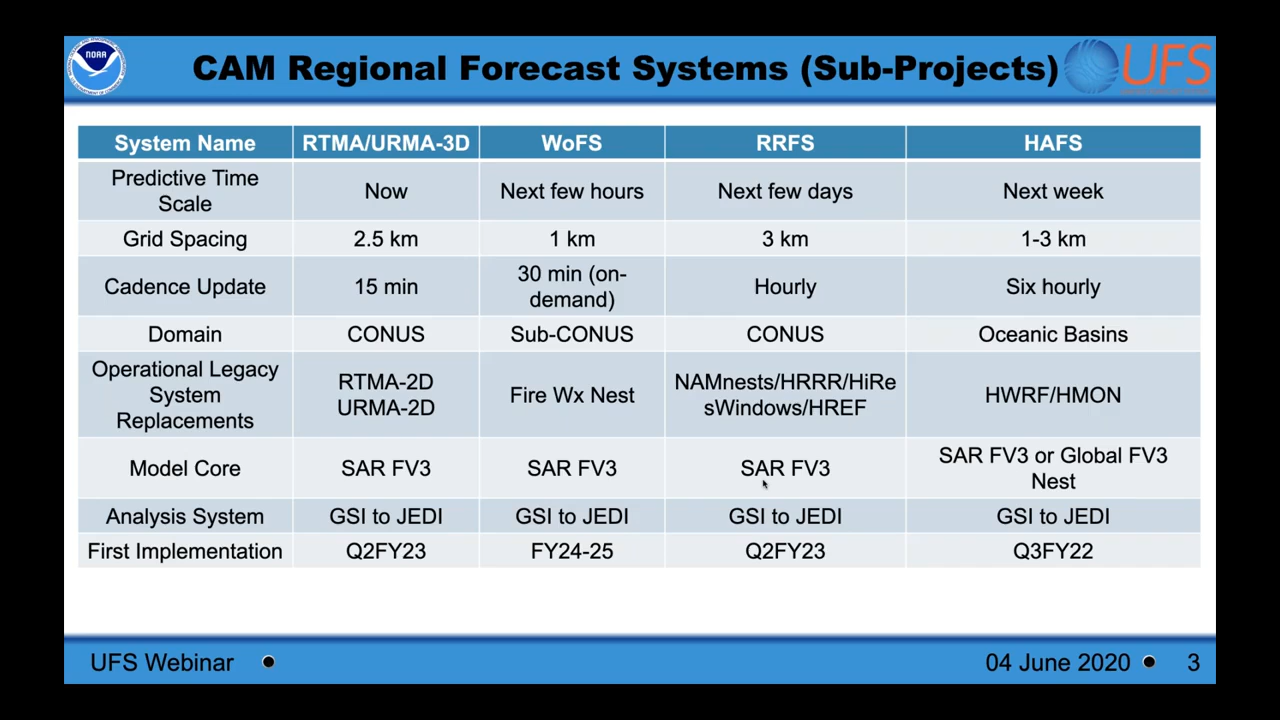 NOAA
CAM Regional Forecast Systems (Sub-Projects)
UFS
System Name RTMA/URMA-3D WoFS RRFS HAFS
Predictive Time
Scale
Now Next few hours Next few days Next week
Grid Spacing 2.5 km 1 km 3 km 1-3 km
Cadence Update 15 min
30 min (on-
demand)
Hourly Six hourly
Domain CONUS Sub-CONUS CONUS Oceanic Basins
Operational Legacy
System
Replacements
RTMA-2D
URMA-2D
Fire Wx Nest
NAMnests/HRRR/HiRe
sWindows/HREF
HWRF/HMON
Model Core SAR FV3 SAR FV3 SAR FV3
SAR FV3 or Global FV3
Nest
Analysis System GSI to JEDI GSI to JEDI GSI to JEDI GSI to JEDI
First Implementation Q2FY23 FY24-25 Q2FY23 Q3FY22
UFS Webinar • 04 June 2020 • 3